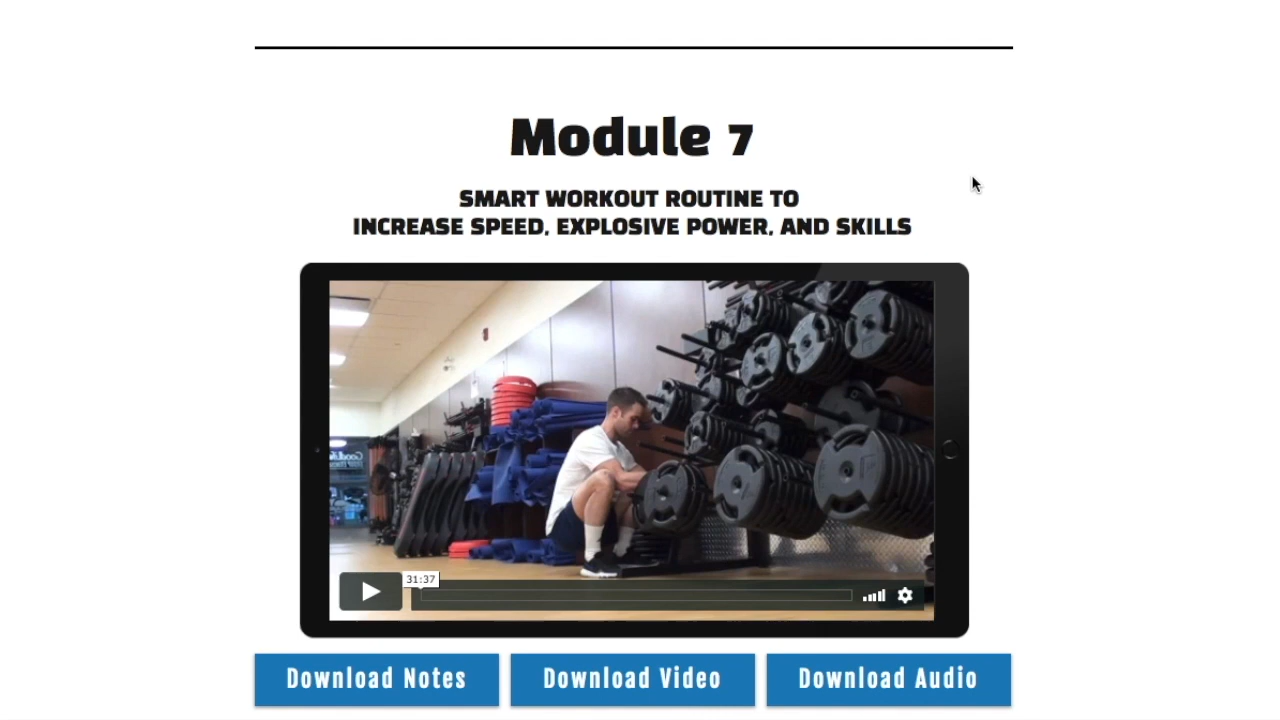 Module 7
SMART WORKOUT ROUTINE TO
INCREASE SPEED, EXPLOSIVE POWER, AND SKILLS
31:37
Download Notes
Download Video
Download Audio